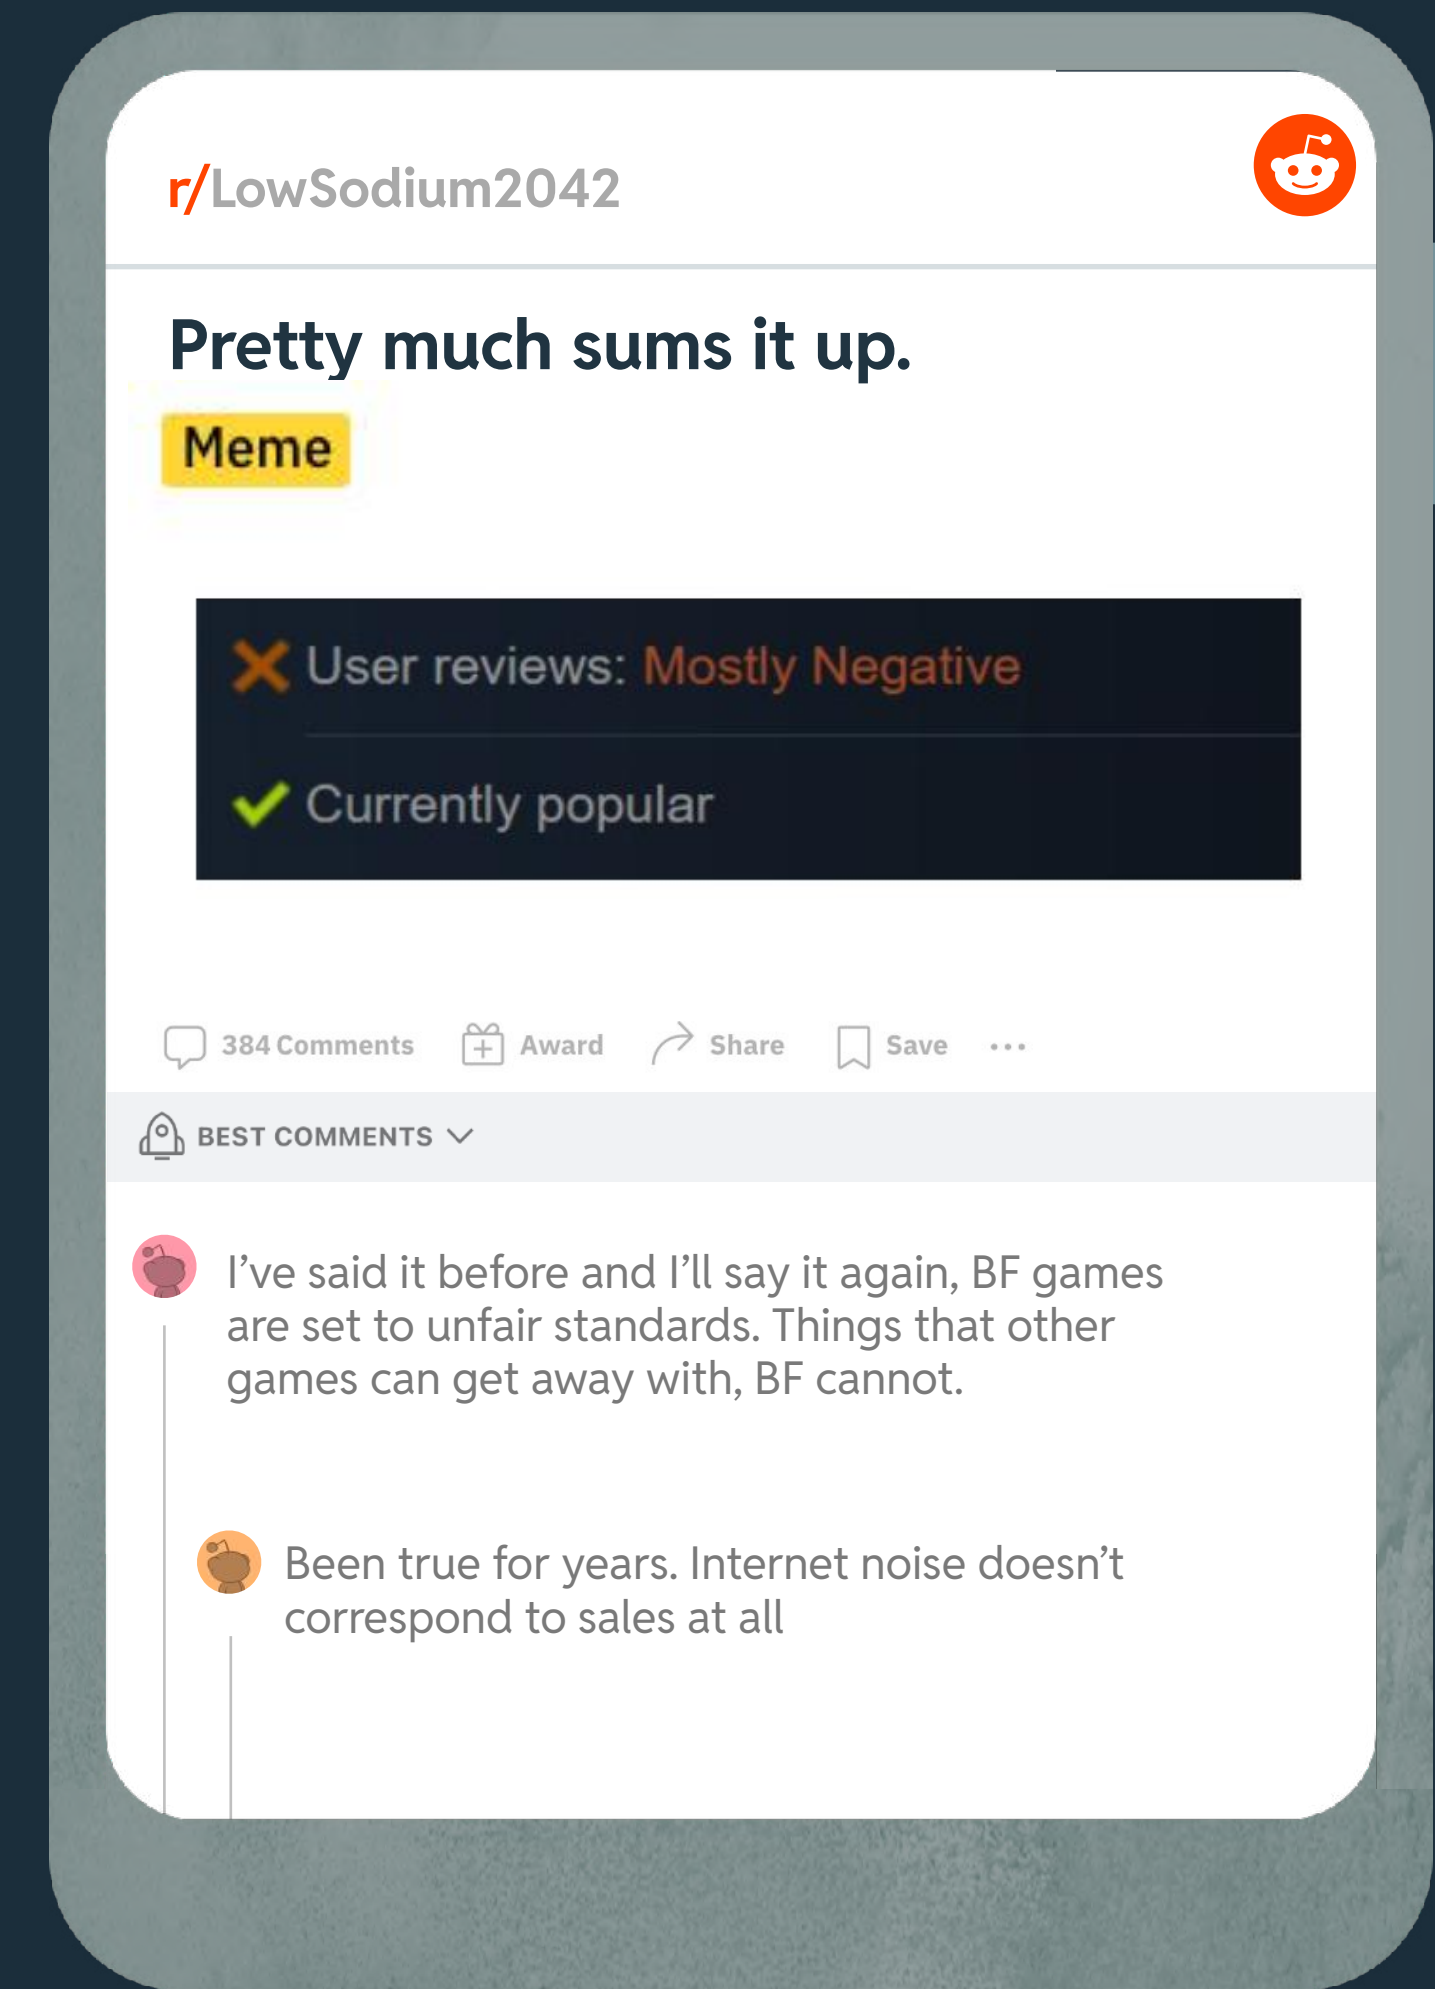 r/LowSodium2042
Pretty much sums it up.
Meme
User reviews: Mostly Negative
Currently popular
384 Comments Award Share Save ...
BEST COMMENTS
I’ve said it before and I’ll say it again, BF games
are set to unfair standards. Things that other
games can get away with, BF cannot.
Been true for years. Internet noise doesn’t
correspond to sales at all